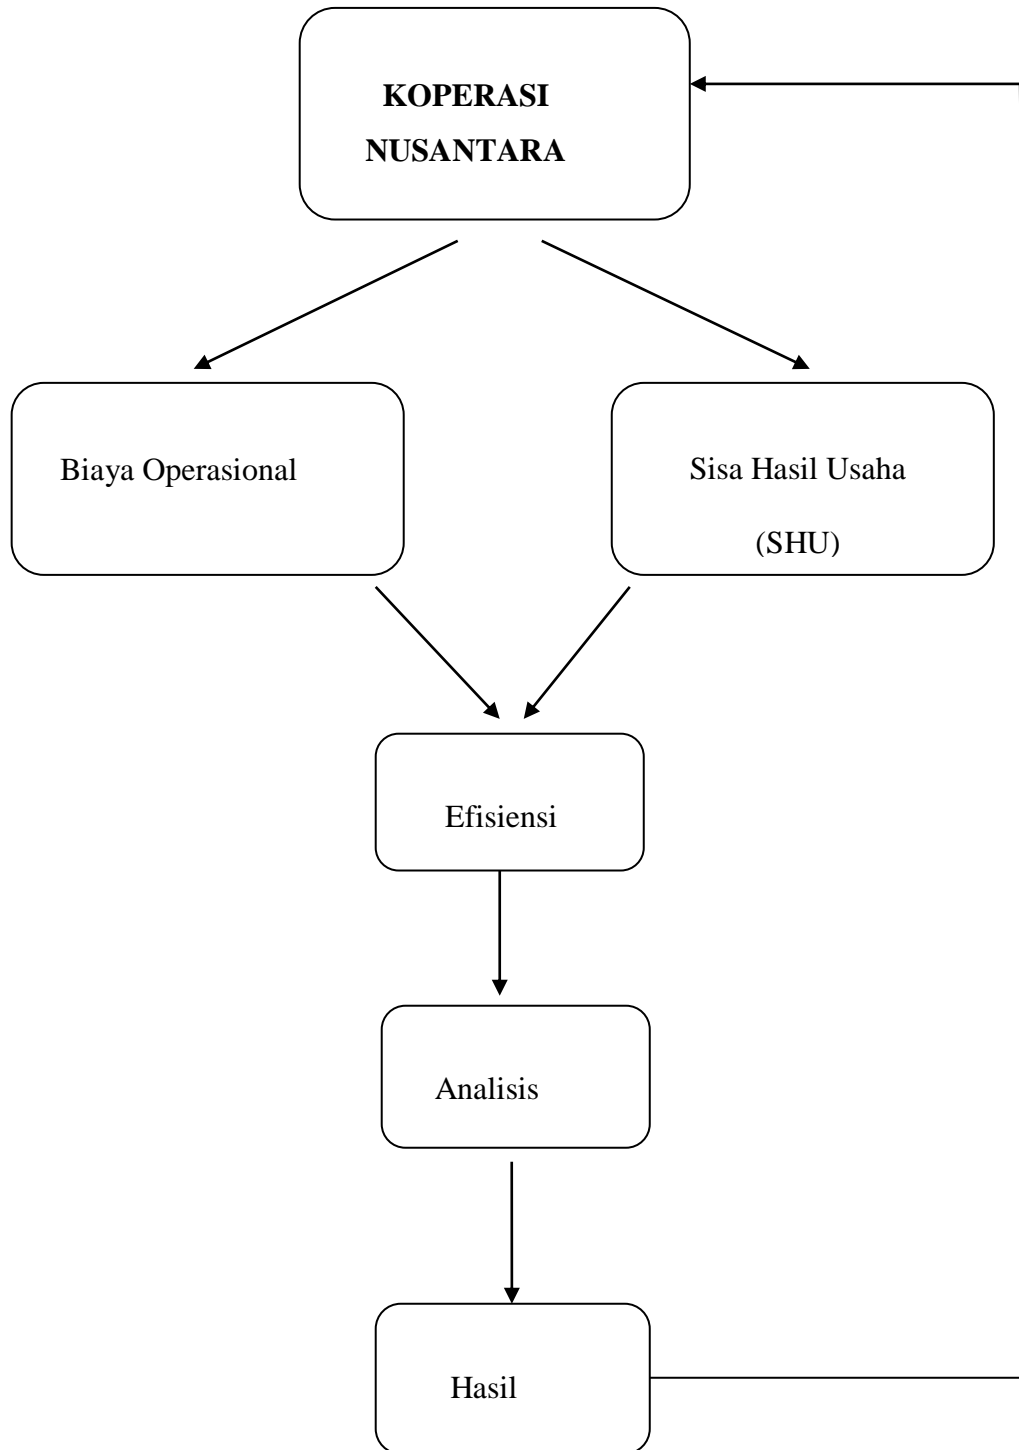 KOPERASI
NUSANTARA
Biaya Operasional
Sisa Hasil Usaha
(SHU)
Efisiensi
Analisis
Hasil